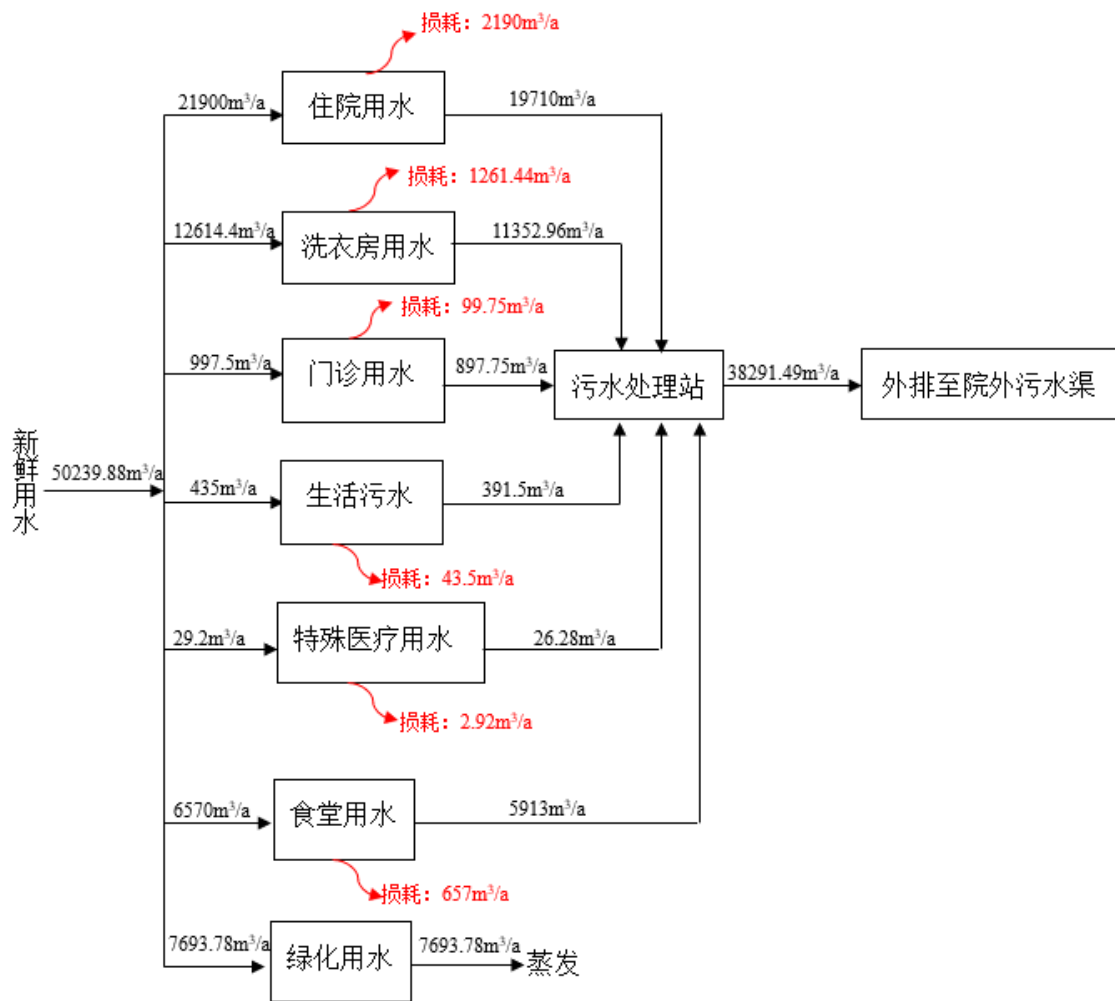 损耗：2190m³/a
21900m³/a
住院用水
19710m³/a
损耗：1261.44m³/a
12614.4m³/a
洗衣房用水
11352.96m³/a
损耗：99.75m³/a
997.5m³/a
门诊用水
897.75m³/a
污水处理站
38291.49m³/a
外排至院外污水渠
新鲜用水
50239.88m³/a
435m³/a
生活污水
391.5m³/a
损耗：43.5m³/a
29.2m³/a
特殊医疗用水
26.28m³/a
损耗：2.92m³/a
6570m³/a
食堂用水
5913m³/a
损耗：657m³/a
7693.78m³/a
绿化用水
7693.78m³/a
蒸发